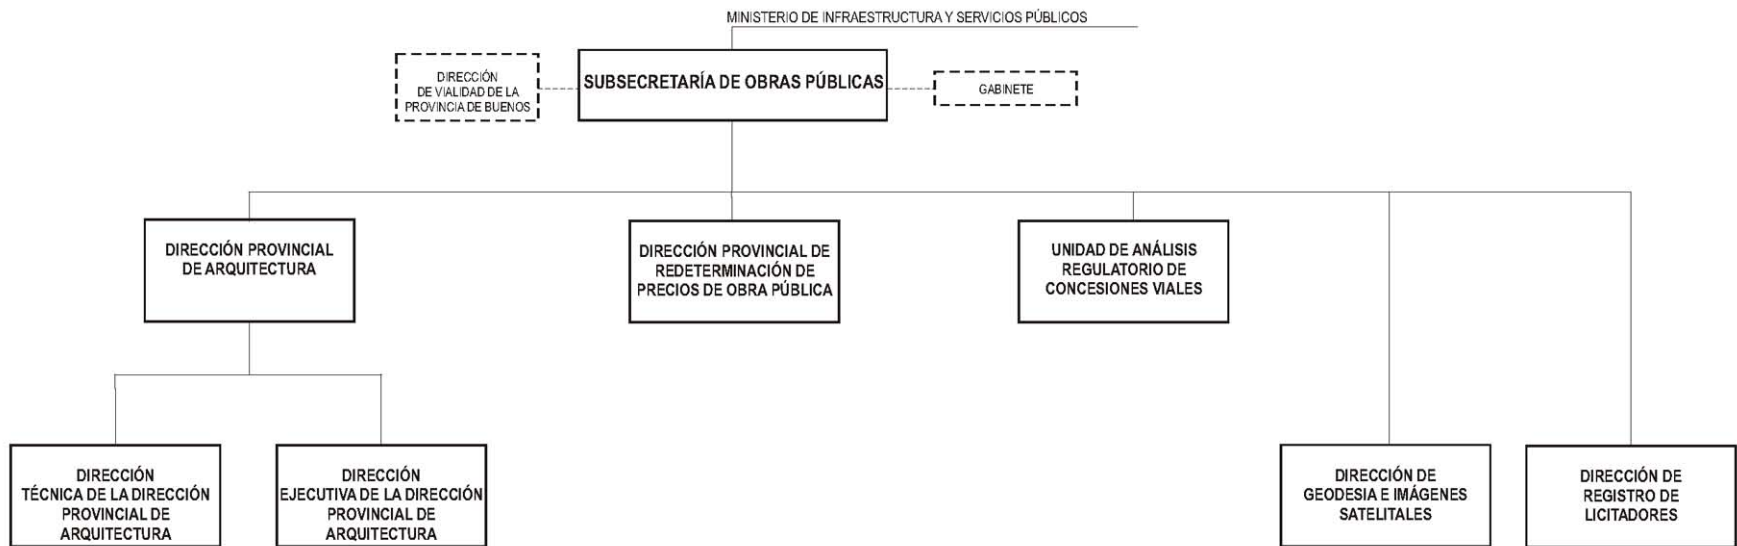 MINISTERIO DE INFRAESTRUCTURA Y SERVICIOS PÚBLICOS
DIRECCIÓN
DE VIALIDAD DE LA
PROVINCIA DE BUENOS
SUBSECRETARÍA DE OBRAS PÚBLICAS
GABINETE
DIRECCIÓN PROVINCIAL
DE ARQUITECTURA
DIRECCIÓN PROVINCIAL DE
REDETERMINACIÓN DE
PRECIOS DE OBRA PÚBLICA
UNIDAD DE ANÁLISIS
REGULATORIO DE
CONCESIONES VIALES
DIRECCIÓN
TÉCNICA DE LA DIRECCIÓN
PROVINCIAL DE
ARQUITECTURA
DIRECCIÓN
EJECUTIVA DE LA DIRECCIÓN
PROVINCIAL DE
ARQUITECTURA
DIRECCIÓN DE
GEODESIA E IMÁGENES
SATELITALES
DIRECCIÓN DE
REGISTRO DE
LICITADORES